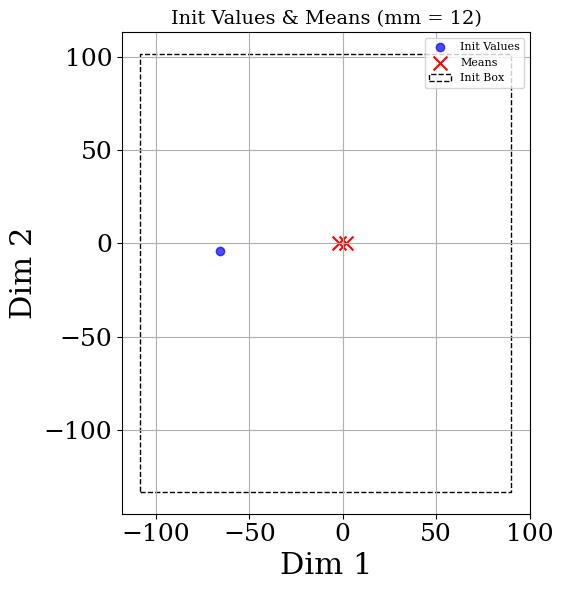 Init Values & Means (mm = 12)
Init Values
Means
Init Box
100
50
0
−50
−100
Dim 2
−100
−50
0
50
100
Dim 1